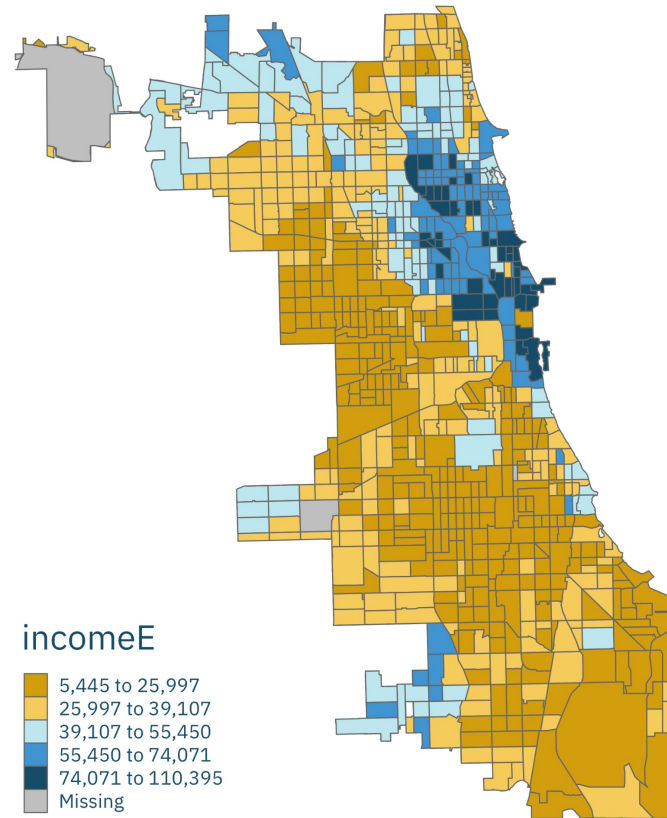 incomeE
5,445 to 25,997
25,997 to 39,107
39,107 to 55,450
55,450 to 74,071
74,071 to 110,395
Missing